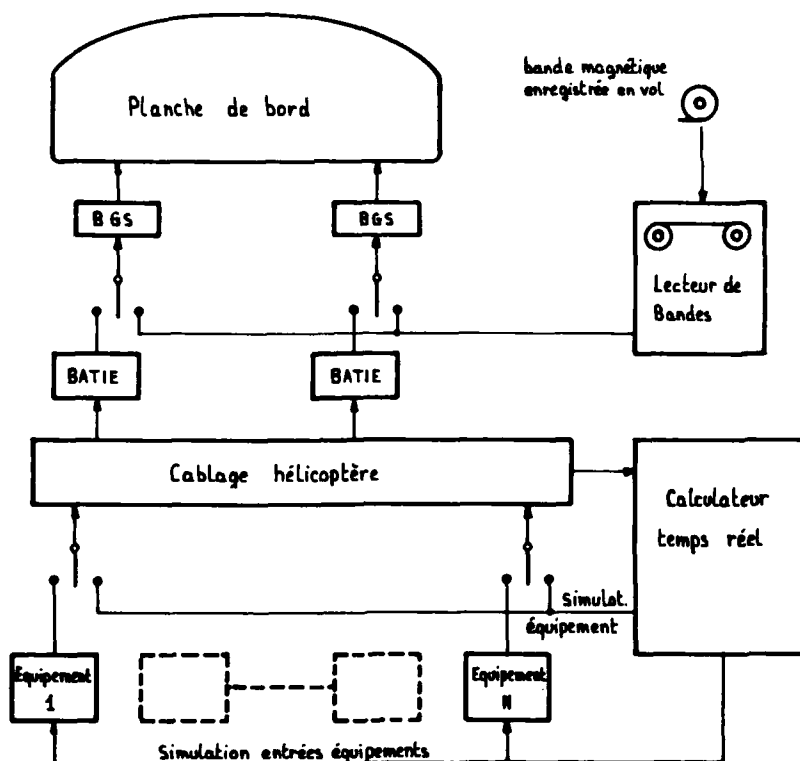 Planche de bord
bande magnétique
enregistrée en vol
BGS
BGS
Lecteur de
Bandes
BATIE
BATIE
Cablage hélicoptère
Calculateur
temps réel
Simulat.
équipement
Equipement
1
Equipement
N
Simulation entrées équipements